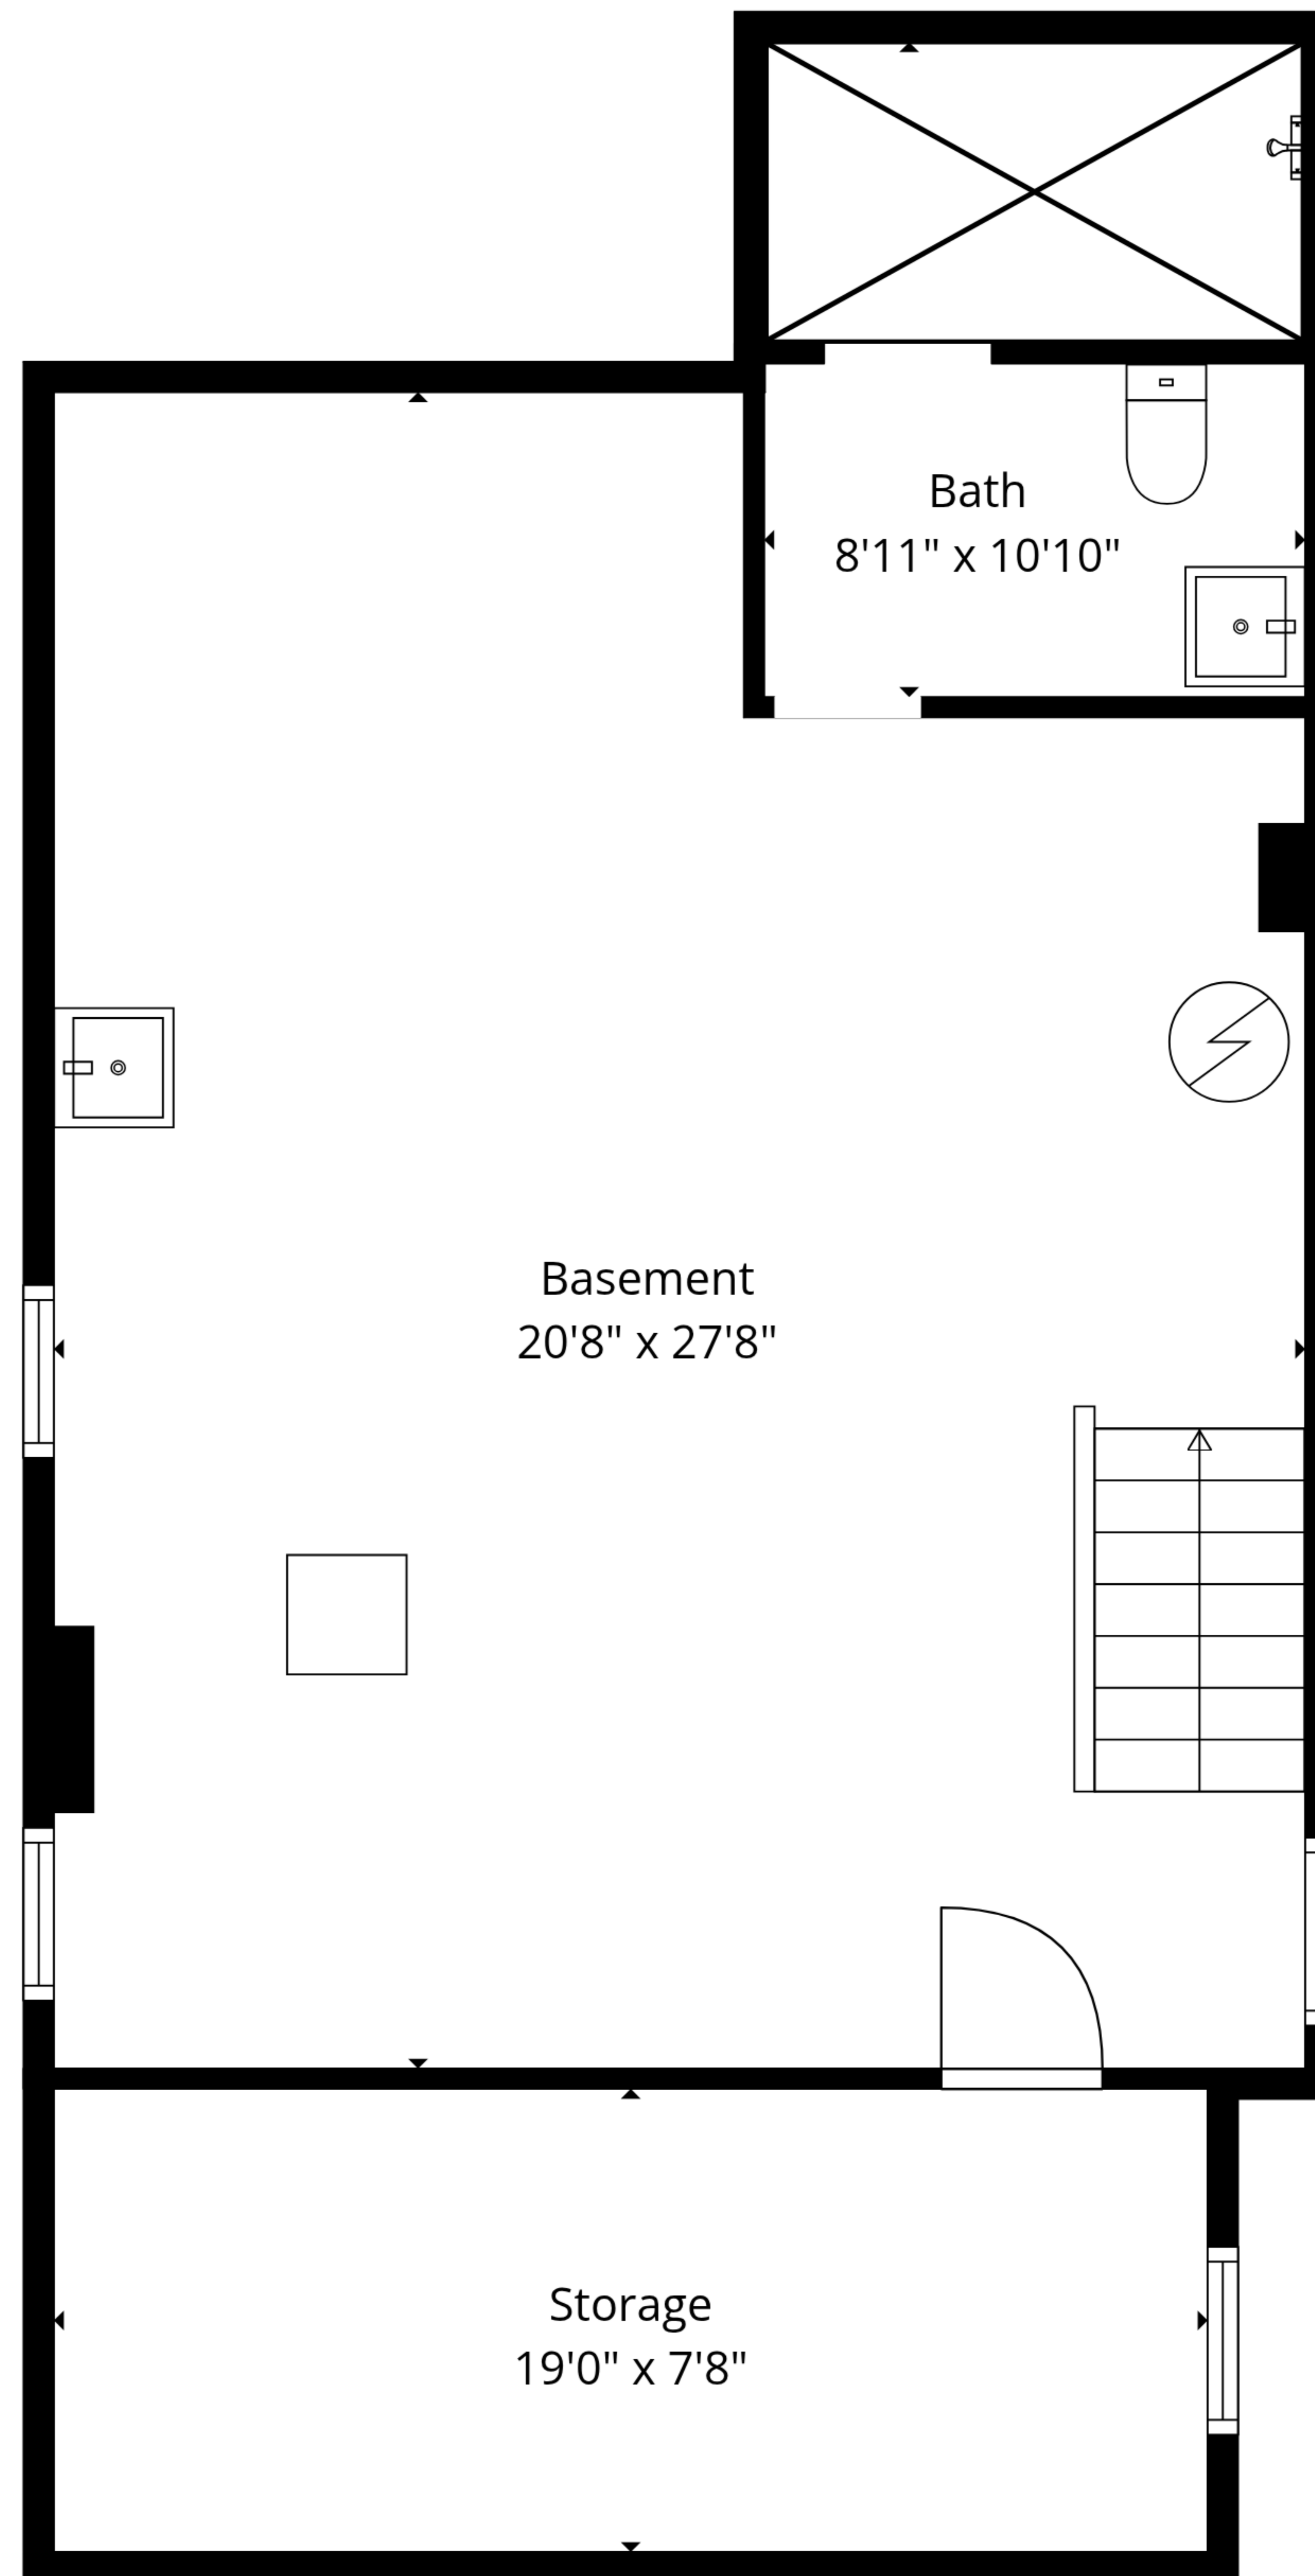 Bath
8'11" x 10'10"
Basement
20'8" x 27'8"
Storage
19'0" x 7'8"